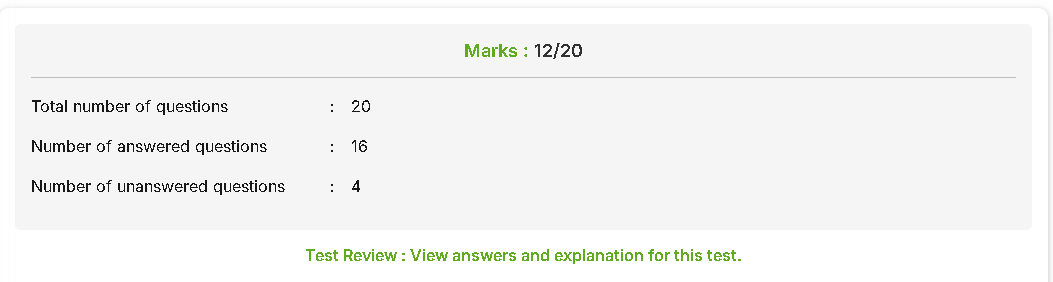 Marks : 12/20
Total number of questions : 20
Number of answered questions : 16
Number of unanswered questions : 4
Test Review : View answers and explanation for this test.